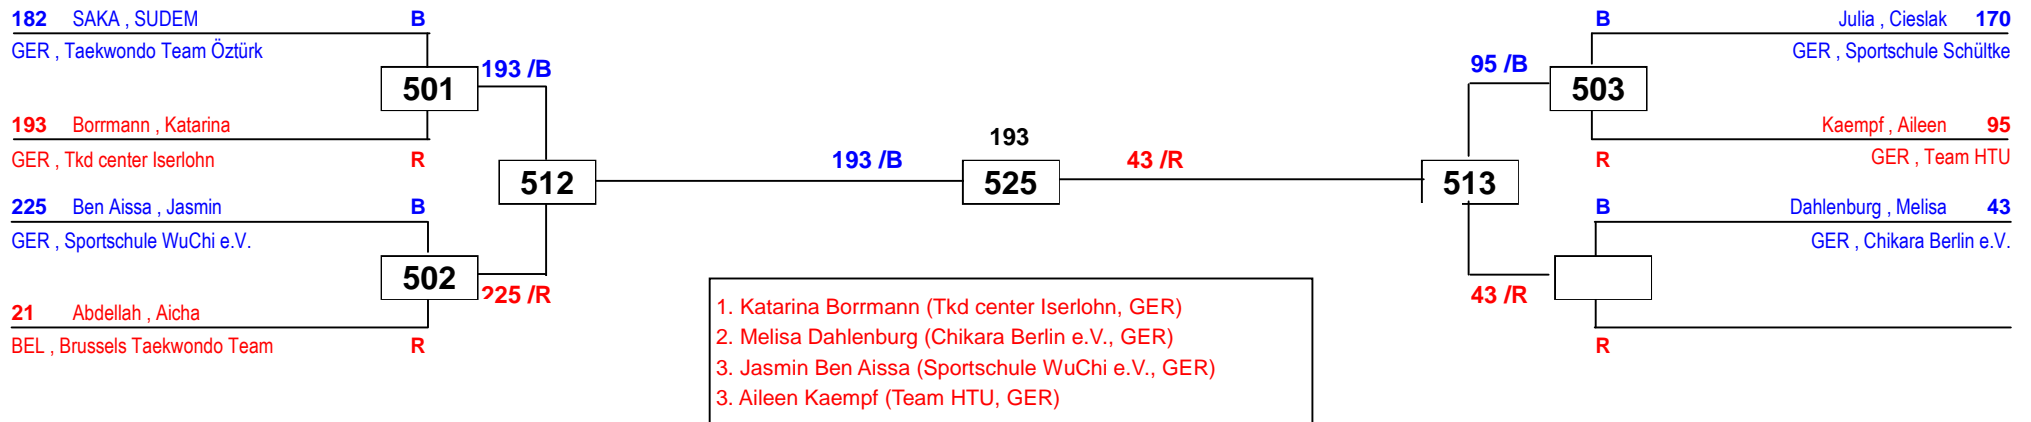 182 SAKA , SUDEM B
GER , Taekwondo Team Öztürk
501
193 /B
193 Borrmann , Katarina
GER , Tkd center Iserlohn R
512
225 Ben Aissa , Jasmin B
GER , Sportschule WuChi e.V.
502
225 /R
21 Abdellah , Aicha
BEL , Brussels Taekwondo Team R
193 /B
193
525
43 /R
1. Katarina Borrmann (Tkd center Iserlohn, GER)
2. Melisa Dahlenburg (Chikara Berlin e.V., GER)
3. Jasmin Ben Aissa (Sportschule WuChi e.V., GER)
3. Aileen Kaempf (Team HTU, GER)
B Julia , Cieslak 170
GER , Sportschule Schültke
95 /B
503
Kaempf , Aileen 95
R GER , Team HTU
513
B Dahlenburg , Melisa 43
GER , Chikara Berlin e.V.
43 /R
R